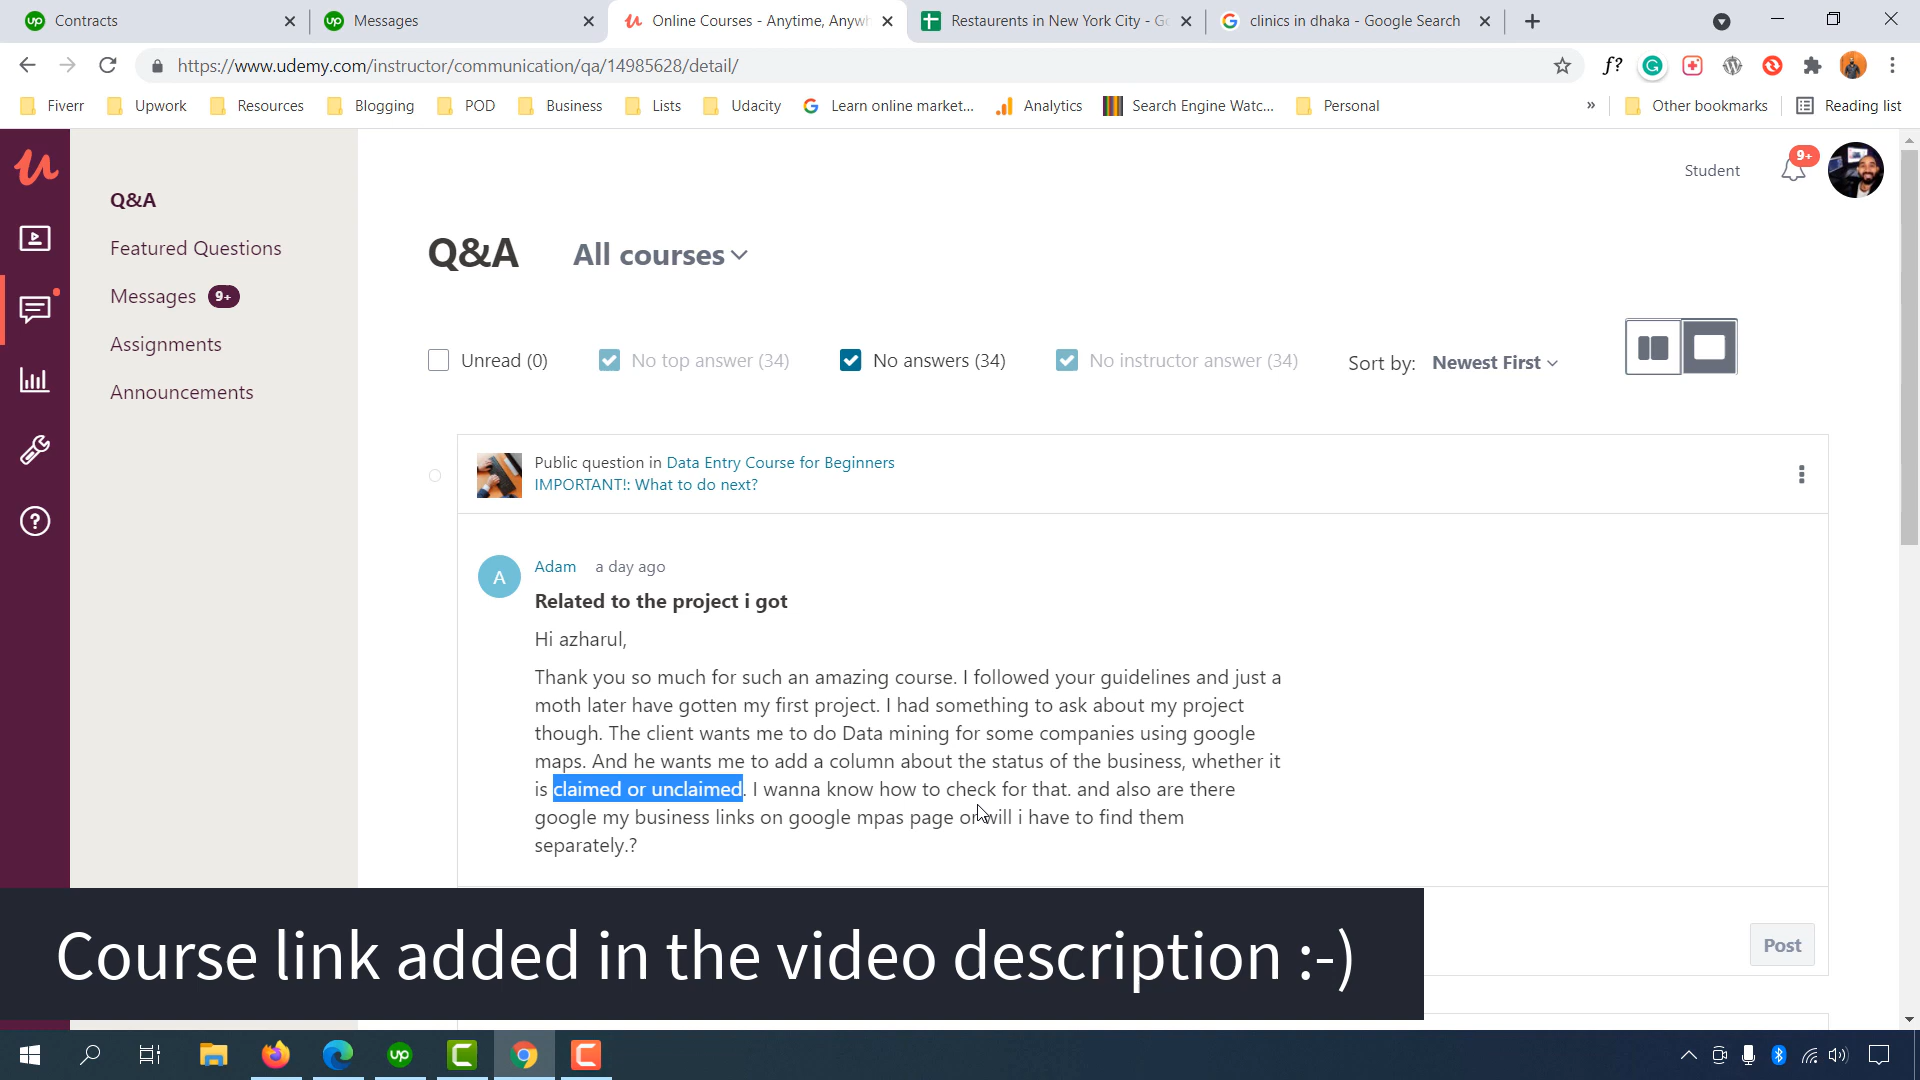 Contracts
Messages
Online Courses - Anytime, Anywh
Restaurents in New York City - Go
clinics in dhaka - Google Search
https://www.udemy.com/instructor/communication/qa/14985628/detail/
Fiverr
Upwork
Resources
Blogging
POD
Business
Lists
Udacity
Learn online market...
Analytics
Search Engine Watc...
Personal
»
Other bookmarks
Reading list
Q&A
Featured Questions
Messages 9+
Assignments
Announcements
Student
9+
Q&A
All courses
Unread (0)
No top answer (34)
No answers (34)
No instructor answer (34)
Sort by: Newest First
Public question in Data Entry Course for Beginners
IMPORTANT!: What to do next?
A
Adam a day ago
Related to the project i got
Hi azharul,
Thank you so much for such an amazing course. I followed your guidelines and just a
moth later have gotten my first project. I had something to ask about my project
though. The client wants me to do Data mining for some companies using google
maps. And he wants me to add a column about the status of the business, whether it
is claimed or unclaimed. I wanna know how to check for that. and also are there
google my business links on google mpas page or will i have to find them
separately.?
Post
Course link added in the video description :-)